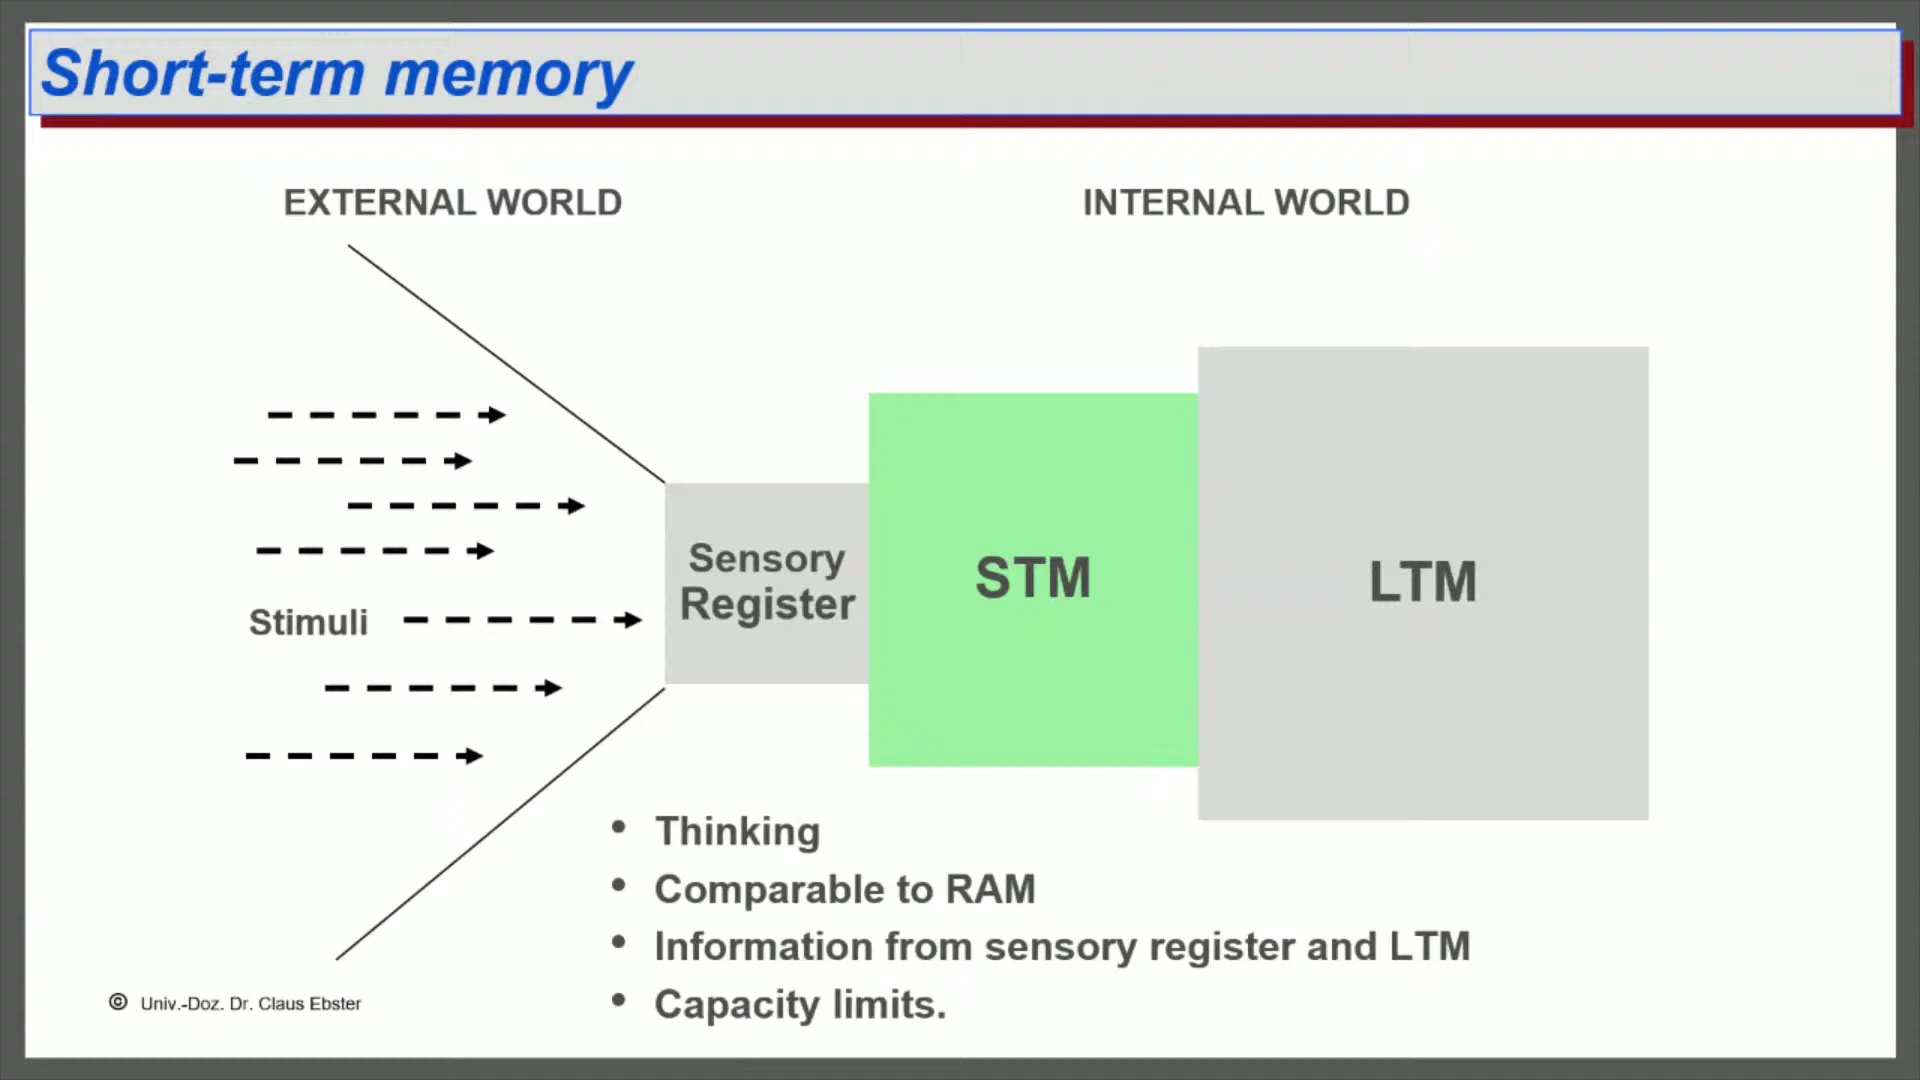 Short-term memory
EXTERNAL WORLD
INTERNAL WORLD
Stimuli
Sensory
Register
STM
LTM
• Thinking
• Comparable to RAM
• Information from sensory register and LTM
• Capacity limits.
© Univ.-Doz. Dr. Claus Ebster